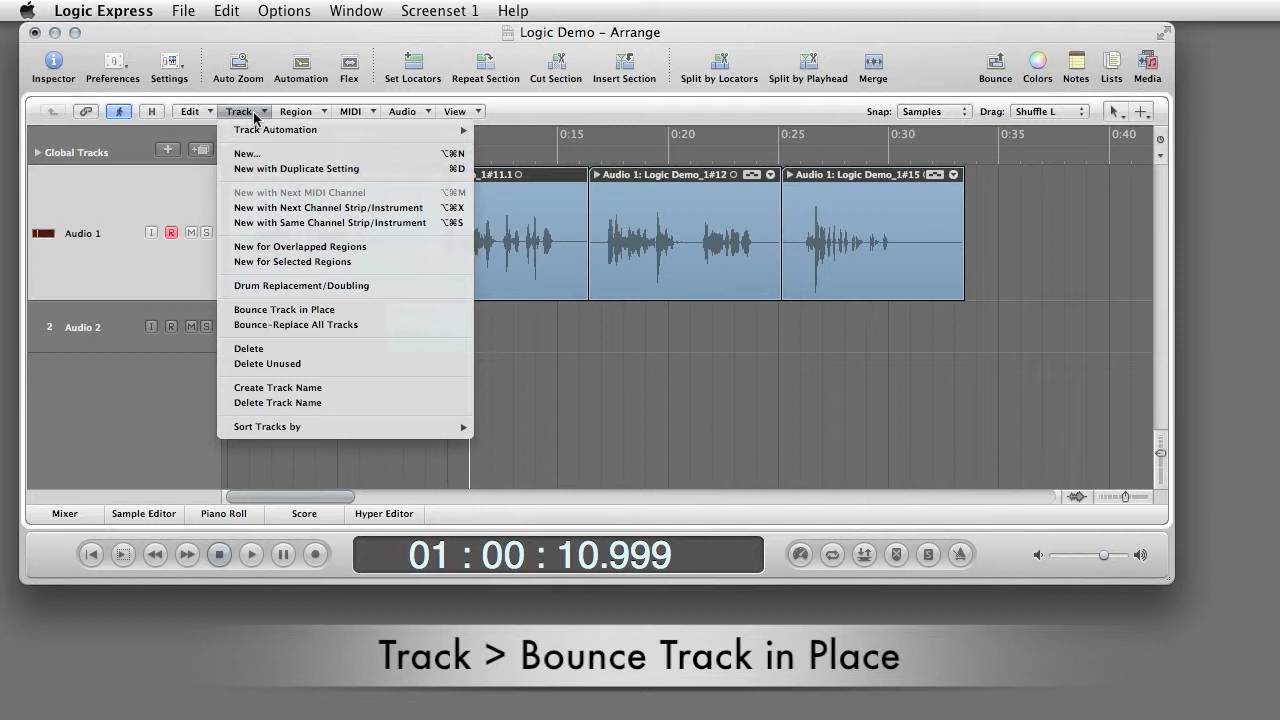 Logic Express File Edit Options Window Screenset 1 Help
Logic Demo – Arrange
Inspector Preferences Settings Auto Zoom Automation Flex Set Locators Repeat Section Cut Section Insert Section Split by Locators Split by Playhead Merge Bounce Colors Notes Lists Media
H Edit Track Region MIDI Audio View Snap: Samples Drag: Shuffle L
0:15 0:20 0:25 0:30 0:35 0:40
Global Tracks
Track Automation
New... ⌥⌘N
New with Duplicate Setting ⌘D
New with Next MIDI Channel ⌥⌘M
New with Next Channel Strip/Instrument ⌥⌘X
New with Same Channel Strip/Instrument ⌥⌘S
New for Overlapped Regions
New for Selected Regions
Drum Replacement/Doubling
Bounce Track in Place
Bounce-Replace All Tracks
Delete
Delete Unused
Create Track Name
Delete Track Name
Sort Tracks by
_1#11.1 Audio 1: Logic Demo_1#12 Audio 1: Logic Demo_1#15
Audio 1 I R M S
2 Audio 2 I R M S
Mixer Sample Editor Piano Roll Score Hyper Editor
01 : 00 : 10.999
S
Track > Bounce Track in Place